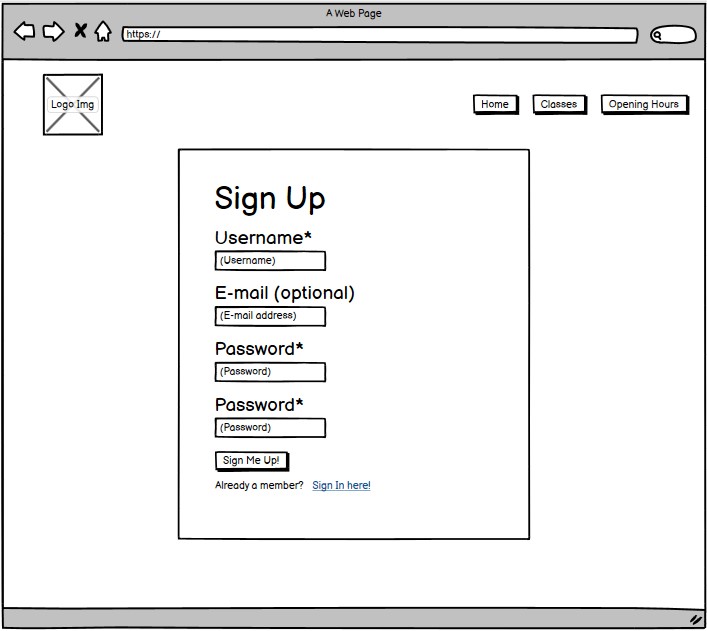 A Web Page
https://
Logo Img
Home Classes Opening Hours
Sign Up
Username*
(Username)
E-mail (optional)
(E-mail address)
Password*
(Password)
Password*
(Password)
Sign Me Up!
Already a member? Sign In here!